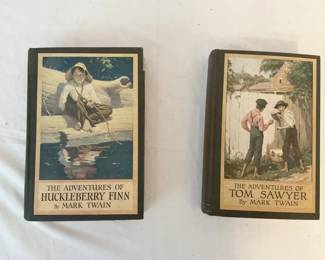 THE ADVENTURES OF
HUCKLEBERRY FINN
By MARK TWAIN
THE ADVENTURES OF
TOM SAWYER
By MARK TWAIN